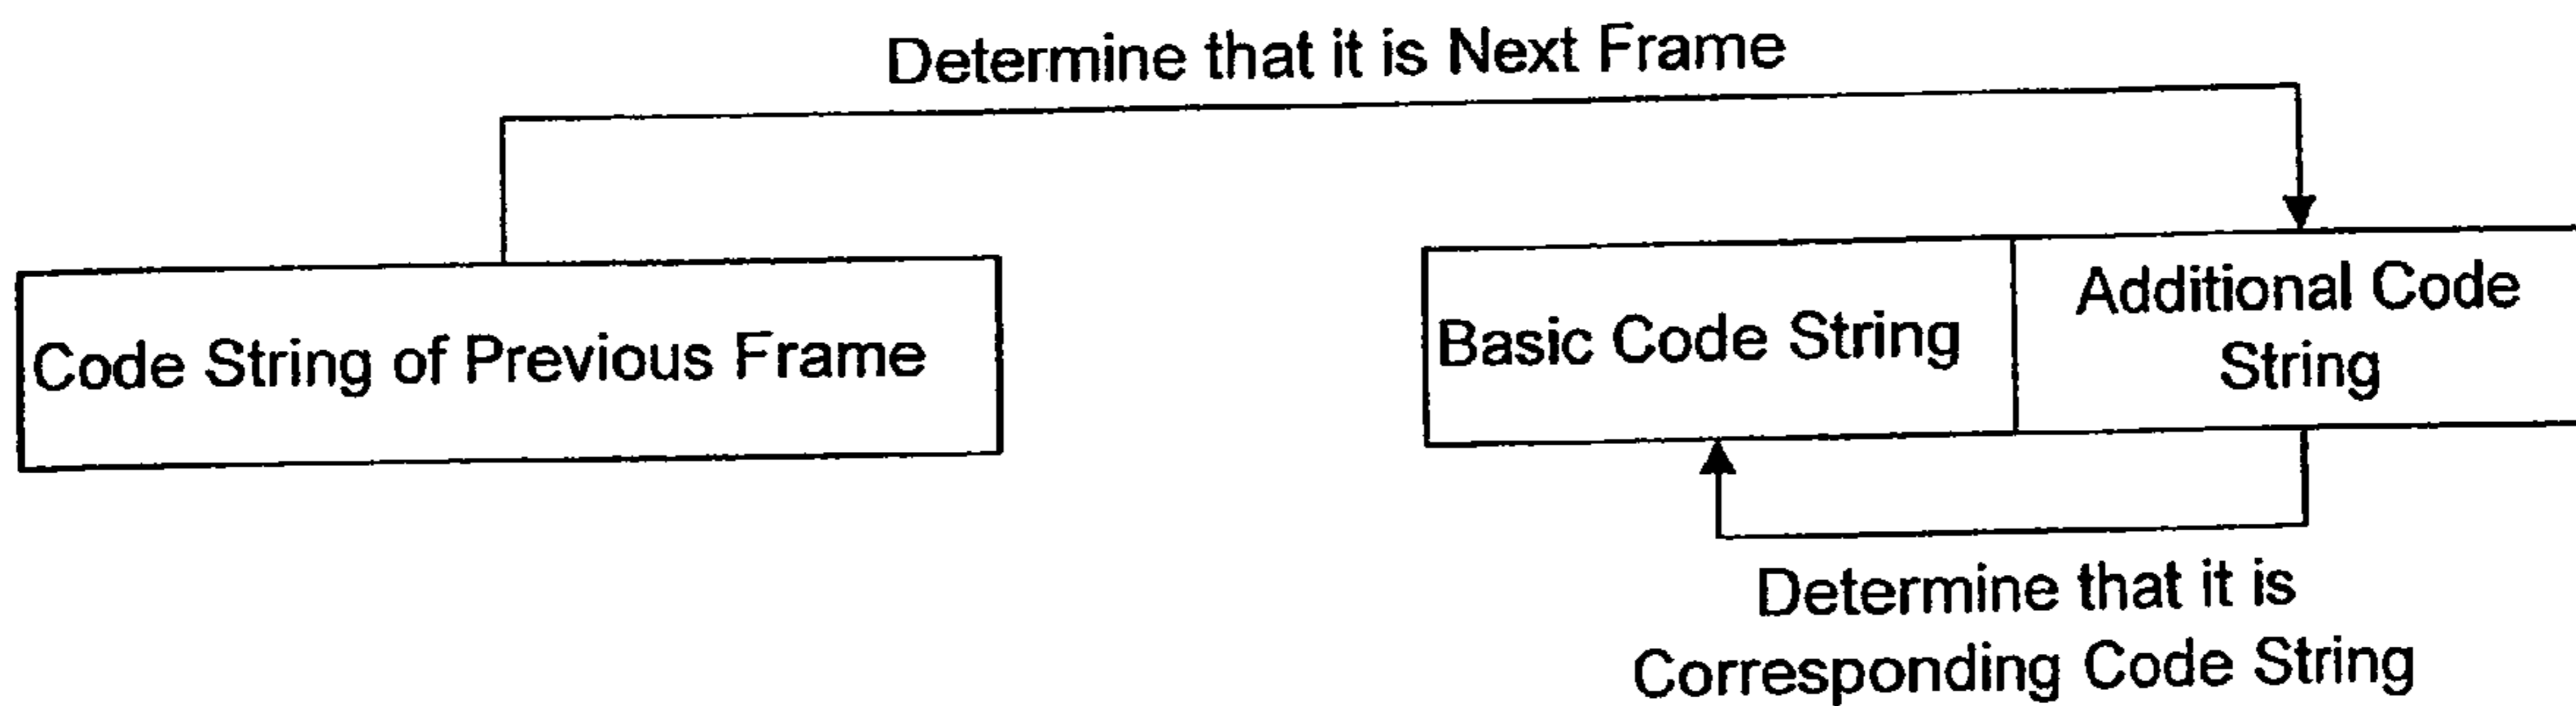 Determine that it is Next Frame
Code String of Previous Frame
Basic Code String
Additional Code
String
Determine that it is
Corresponding Code String